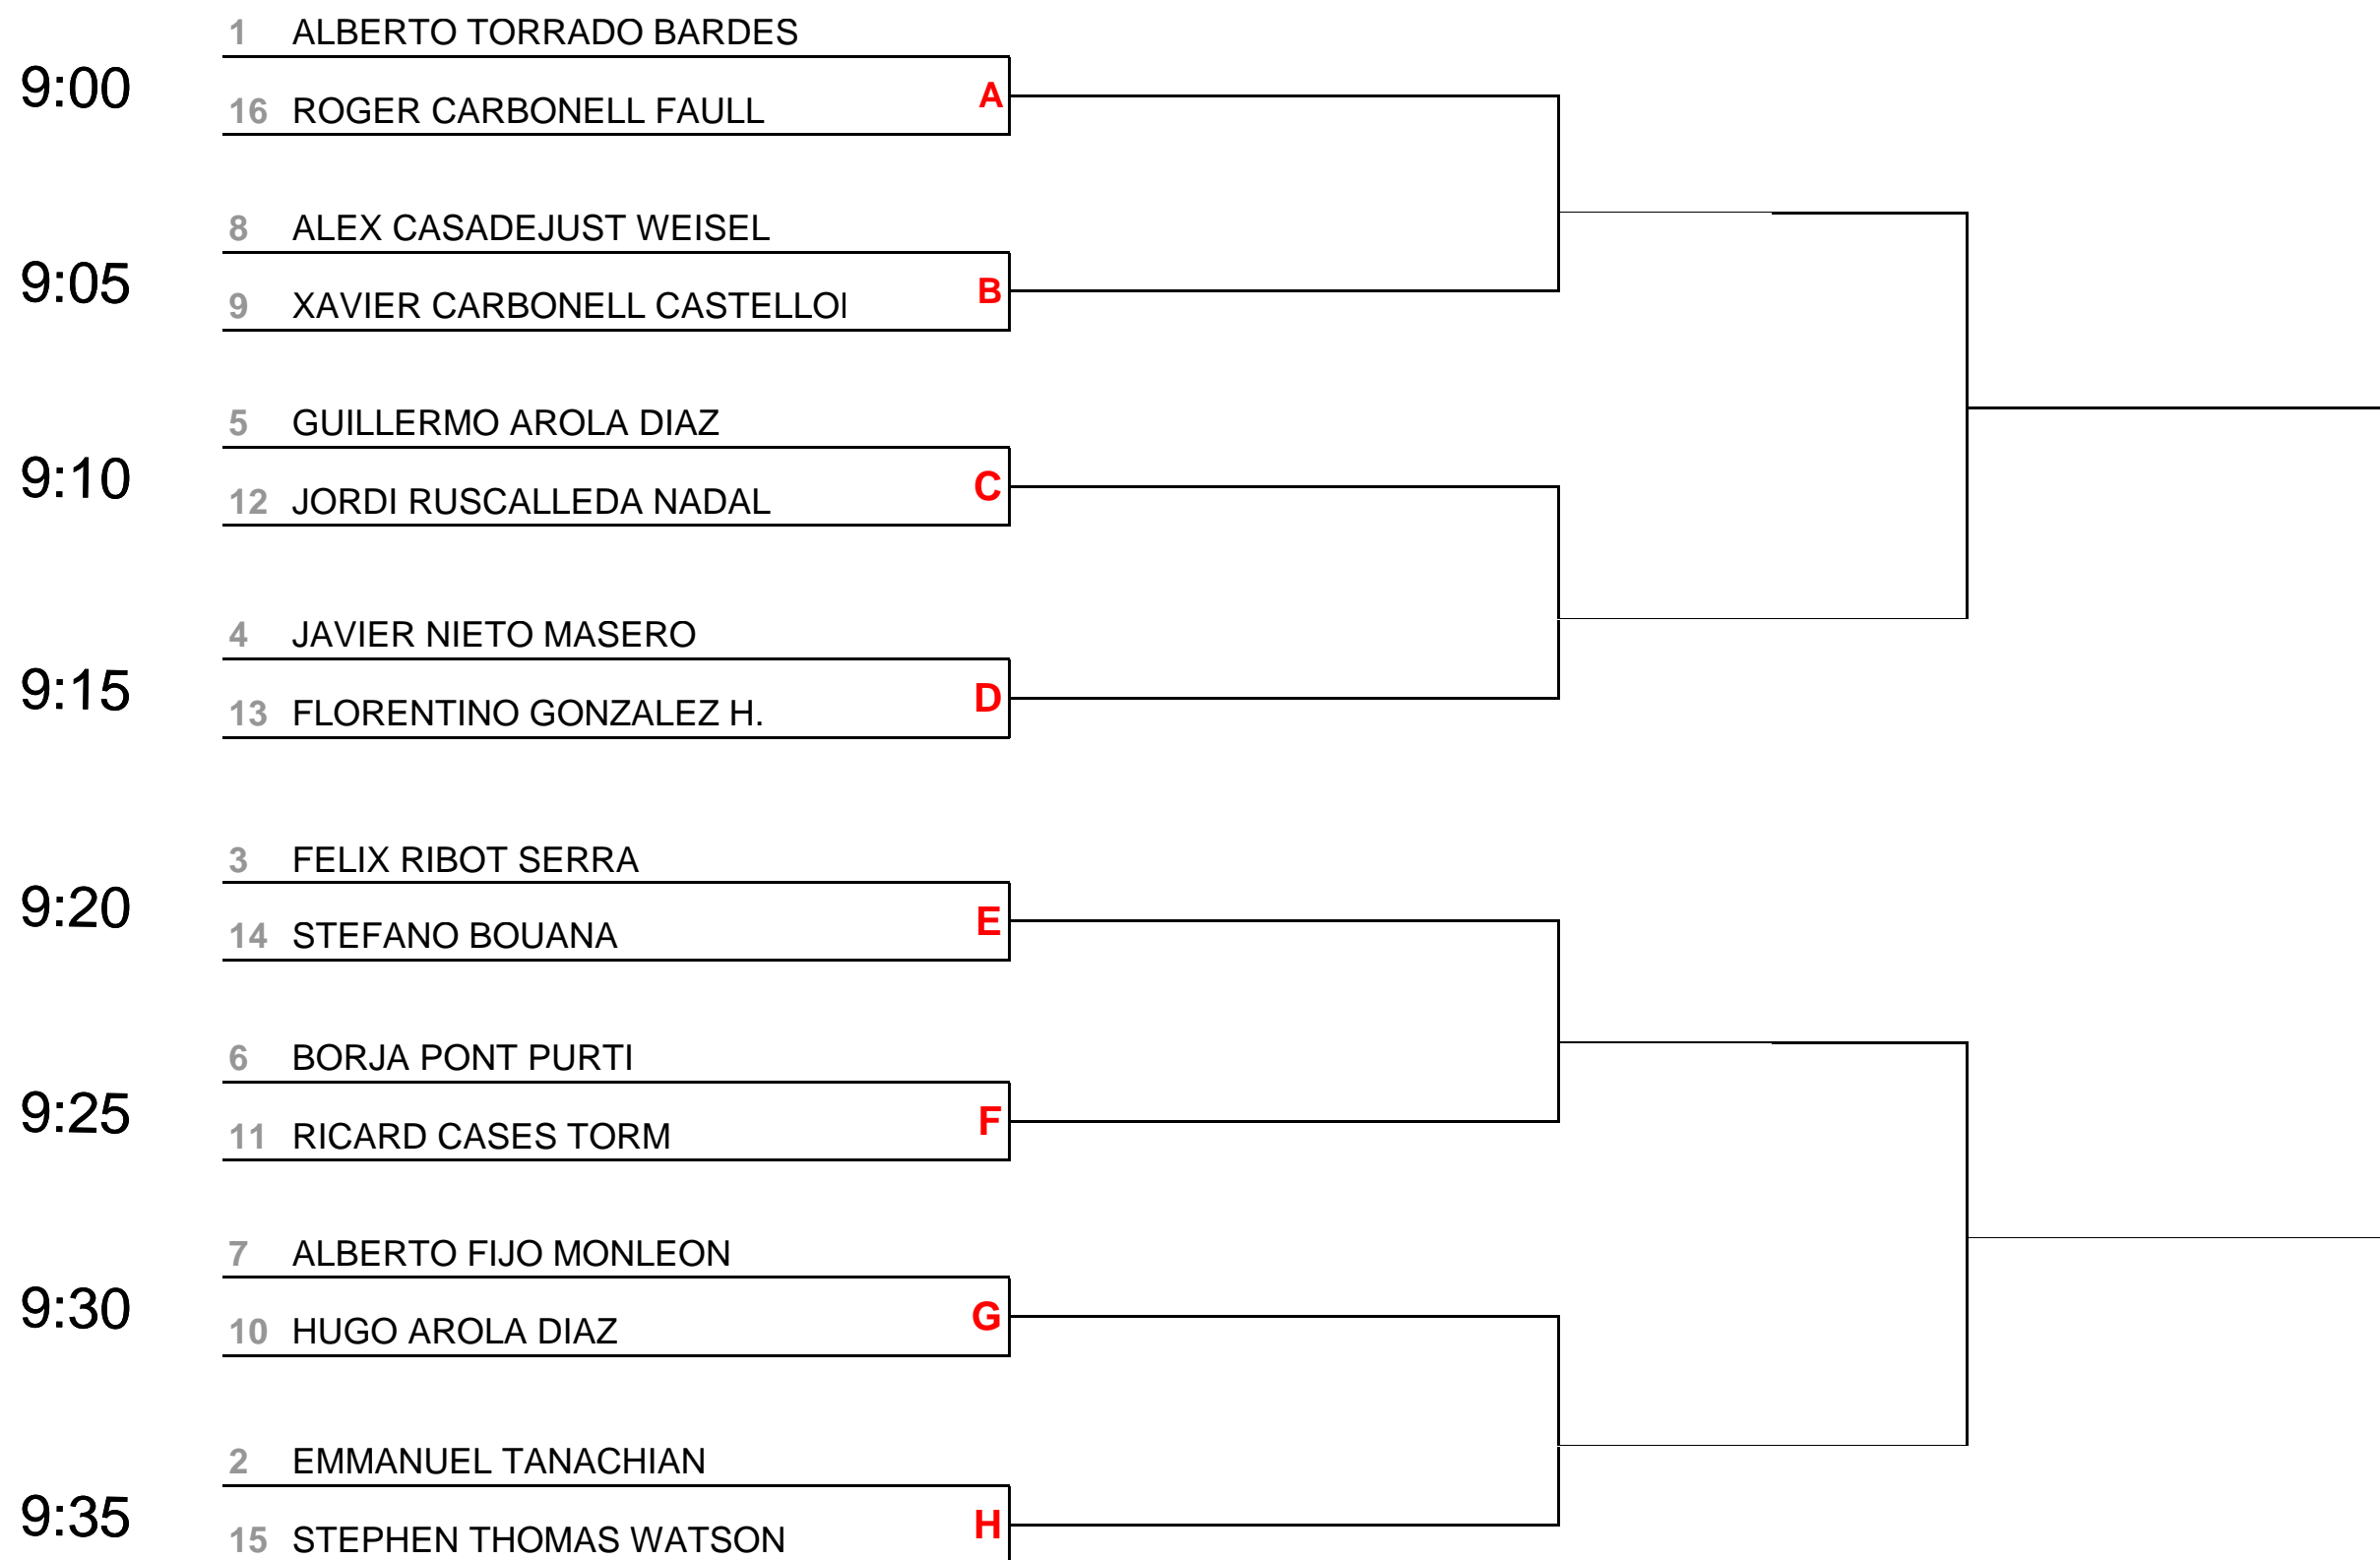 1 ALBERTO TORRADO BARDES
9:00
16 ROGER CARBONELL FAULL
A
8 ALEX CASADEJUST WEISEL
9:05
9 XAVIER CARBONELL
B
5 GUILLERMO AROLA DIAZ
9:10
12 JORDI RUSCALLEDA NADAL
C
4 JAVIER NIETO MASERO
9:15
13 FLORENTINO GONZALEZ H.
D
3 FELIX RIBOT SERRA
9:20
14 STEFANO BOUANA
E
6 BORJA PONT PURTI
9:25
11 RICARD CASES TORM
F
7 ALBERTO FIJO MONLEON
9:30
10 HUGO AROLA DIAZ
G
2 EMMANUEL TANACHIAN
9:35
15 STEPHEN THOMAS WATSON
H